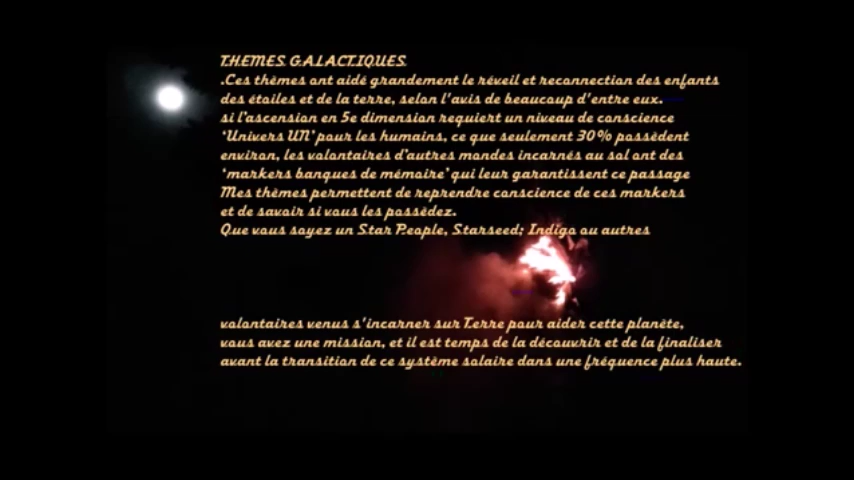 T.HEMES. G.A.LACT.IQUES.
.Ces thèmes ont aidé grandement le réveil et reconnection des enfants
des étoiles et de la terre, selon l'avis de beaucoup d'entre eux.
si l'ascension en 5e dimension requiert un niveau de conscience
'Univers UN' pour les humains, ce que seulement 30% possèdent
environ, les volontaires d'autres mondes incarnés au sol ont des
'markers banques de mémoire' qui leur garantissent ce passage
Mes thèmes permettent de reprendre conscience de ces markers
et de savoir si vous les possèdez.
Que vous soyez un Star People, Starseed; Indigo ou autres
volontaires venus s'incarner sur Terre pour aider cette planète,
vous avez une mission, et il est temps de la découvrir et de la finaliser
avant la transition de ce système solaire dans une fréquence plus haute.